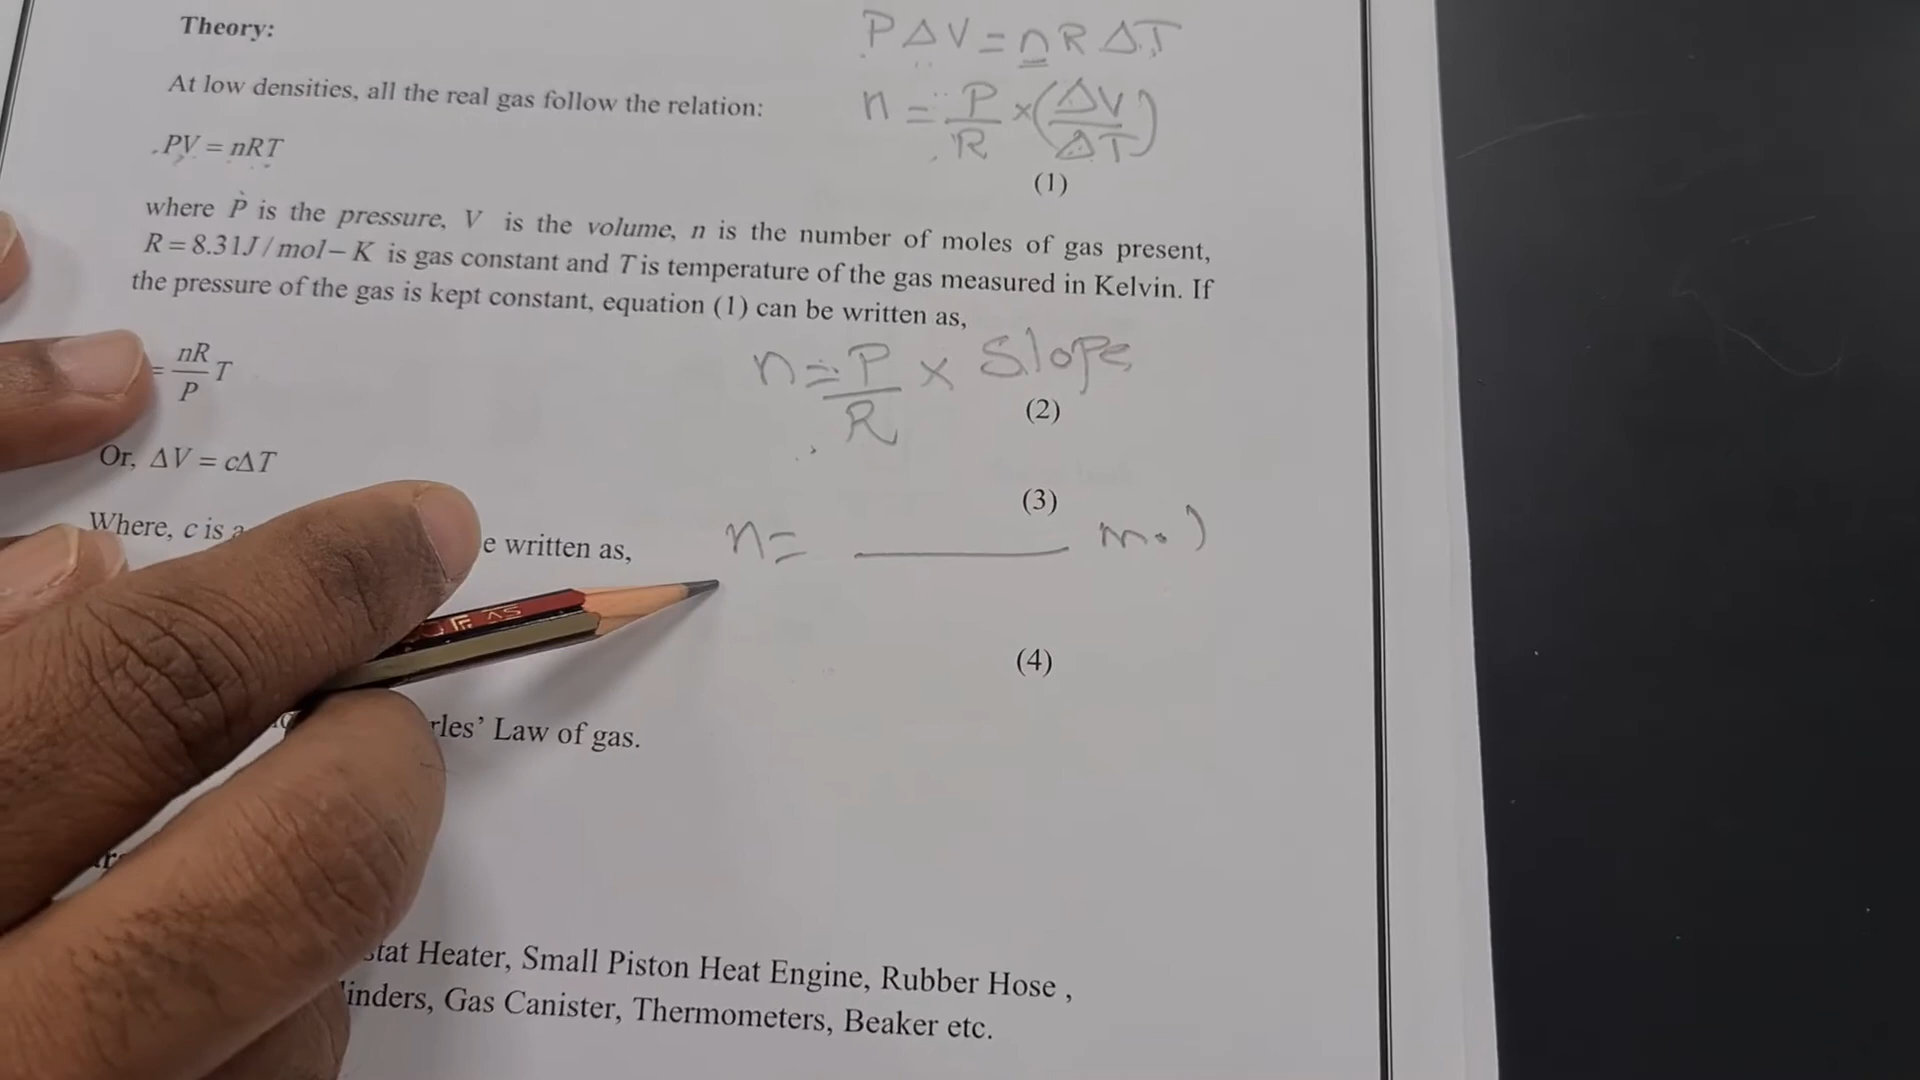 Theory:
PΔV = nRΔT
At low densities, all the real gas follow the relation:
n = P/R × (ΔV/ΔT)
PV = nRT
(1)
where P is the pressure, V is the volume, n is the number of moles of gas present,
R = 8.31J / mol – K is gas constant and T is temperature of the gas measured in Kelvin. If
the pressure of the gas is kept constant, equation (1) can be written as,
= nR/P T
n = P/R × Slope
(2)
Or, ΔV = cΔT
(3)
Where, c is
e written as,
n = ______ mol
(4)
rles' Law of gas.
tat Heater, Small Piston Heat Engine, Rubber Hose ,
linders, Gas Canister, Thermometers, Beaker etc.